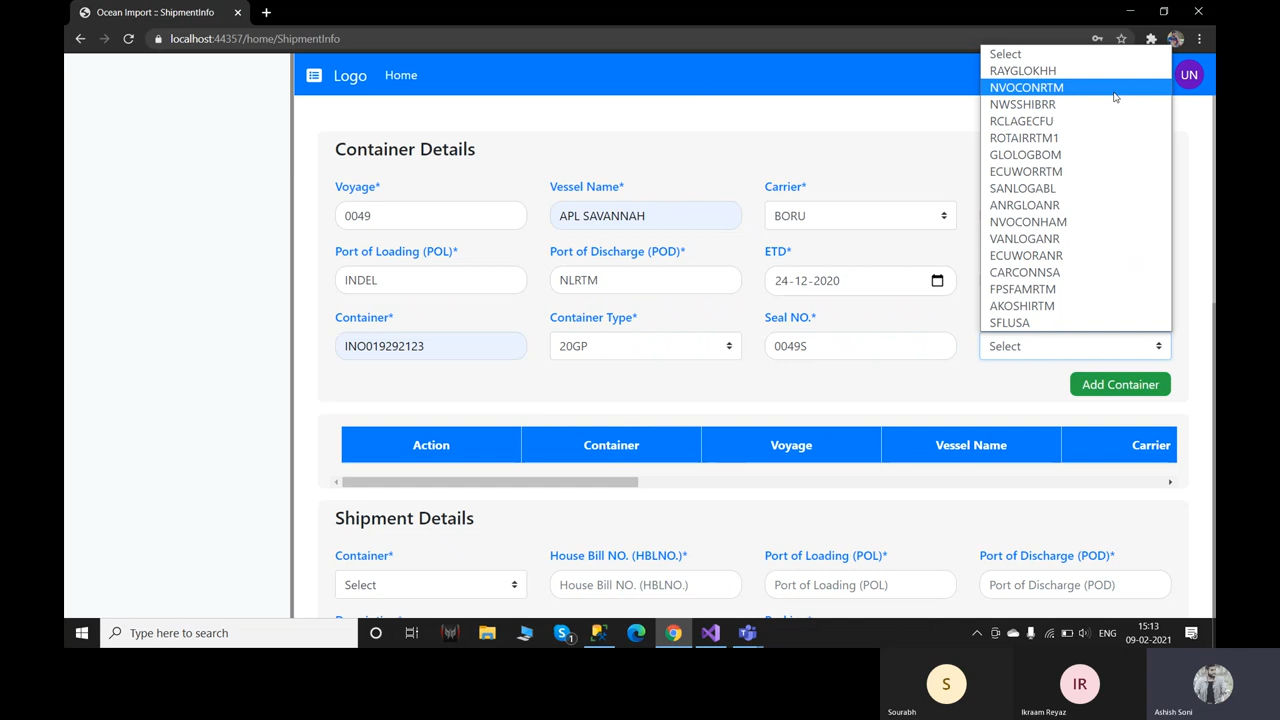 Ocean Import :: ShipmentInfo
localhost:44357/home/ShipmentInfo
Logo
Home
UN
Select
RAYGLOKHH
NVOCONRTM
NWSSHIBRR
RCLAGECFU
ROTAIRRTM1
GLOLOGBOM
ECUWORRTM
SANLOGABL
ANRGLOANR
NVOCONHAM
VANLOGANR
ECUWORANR
CARCONNSA
FPSFAMRTM
AKOSHIRTM
SFLUSA
Container Details
Voyage* Vessel Name* Carrier*
0049 APL SAVANNAH BORU
Port of Loading (POL)* Port of Discharge (POD)* ETD*
INDEL NLRTM 24-12-2020
Container* Container Type* Seal NO.*
INO019292123 20GP 0049S Select
Add Container
Action Container Voyage Vessel Name Carrier
Shipment Details
Container* House Bill NO. (HBLNO.)* Port of Loading (POL)* Port of Discharge (POD)*
Select House Bill NO. (HBLNO.) Port of Loading (POL) Port of Discharge (POD)
Type here to search
1
ENG
15:13
09-02-2021
S
IR
Sourabh
Ikraam Reyaz
Ashish Soni